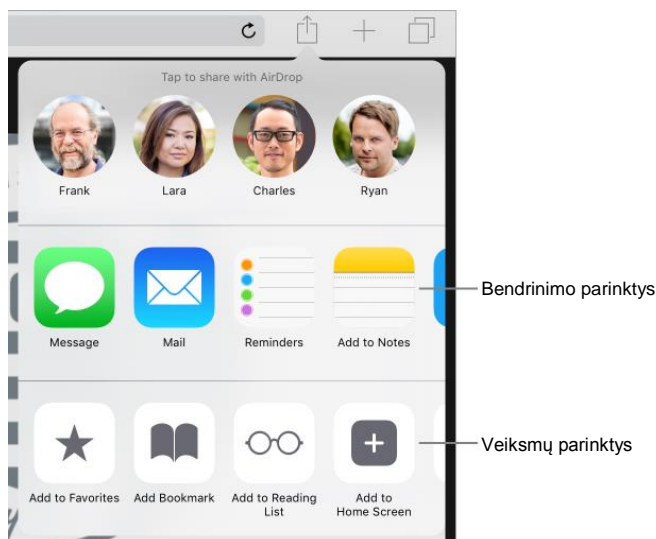 Tap to share with AirDrop
Frank
Lara
Charles
Ryan
Message
Mail
Reminders
Add to Notes
Bendrinimo parinktys
Add to Favorites
Add Bookmark
Add to Reading
List
Add to
Home Screen
Veiksmų parinktys